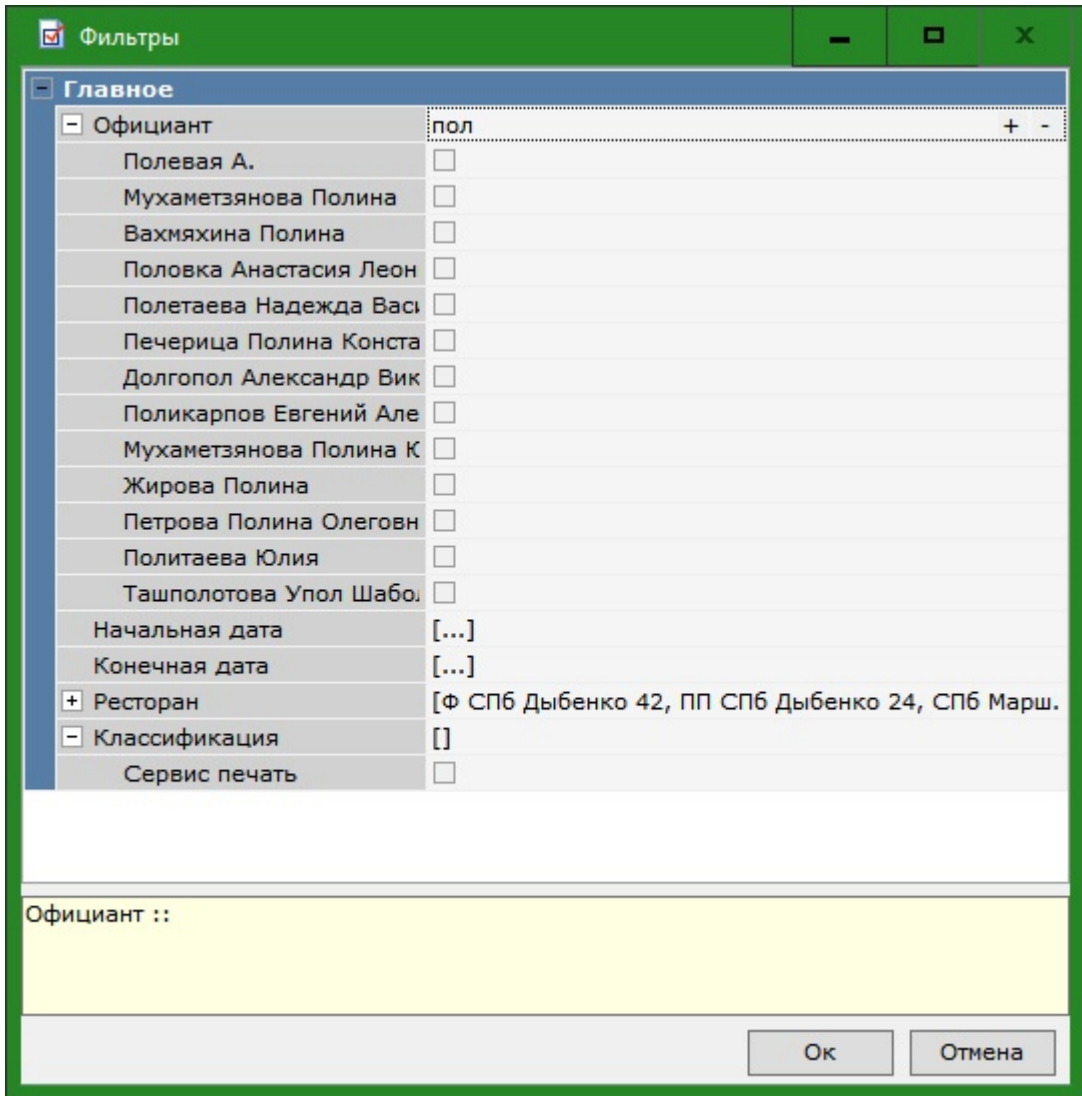 Фильтры
Главное
Официант пол + -
Полевая А.
Мухаметзянова Полина
Вахмяхина Полина
Половка Анастасия Леон
Полетаева Надежда Васи
Печерица Полина Конста
Долгопол Александр Вик
Поликарпов Евгений Але
Мухаметзянова Полина К
Жирова Полина
Петрова Полина Олеговн
Политаева Юлия
Ташполотова Упол Шабол
Начальная дата [...]
Конечная дата [...]
Ресторан [Ф СПб Дыбенко 42, ПП СПб Дыбенко 24, СПб Марш.
Классификация []
Сервис печать
Официант ::
Ок Отмена